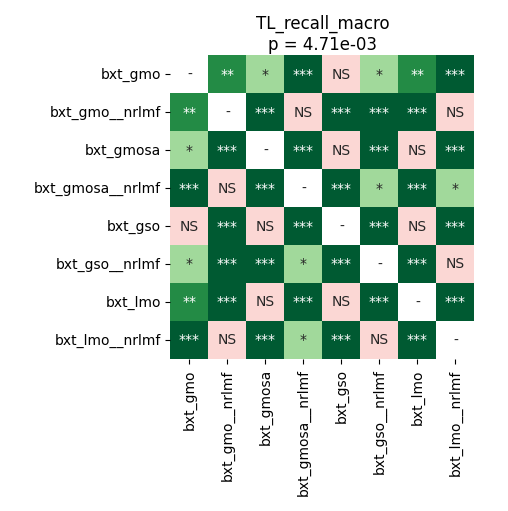 TL_recall_macro
p = 4.71e-03
bxt_gmo - ** * *** NS * ** ***
bxt_gmo__nrlmf ** - *** NS *** *** *** NS
bxt_gmosa * *** - *** NS *** NS ***
bxt_gmosa__nrlmf *** NS *** - *** * *** *
bxt_gso NS *** NS *** - *** NS ***
bxt_gso__nrlmf * *** *** * *** - *** NS
bxt_lmo ** *** NS *** NS *** - ***
bxt_lmo__nrlmf *** NS *** * *** NS *** -
bxt_gmo
bxt_gmo__nrlmf
bxt_gmosa
bxt_gmosa__nrlmf
bxt_gso
bxt_gso__nrlmf
bxt_lmo
bxt_lmo__nrlmf